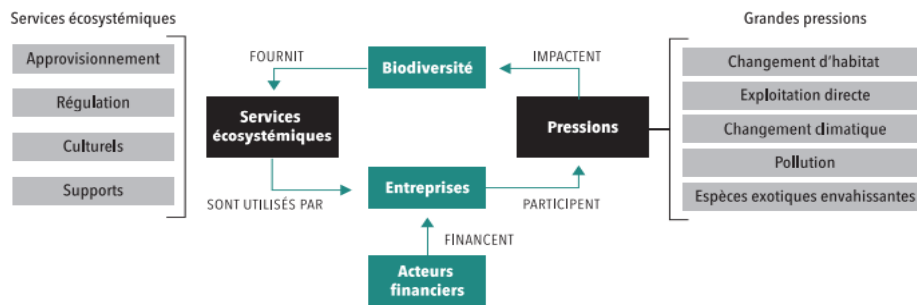 Services écosystémiques
Grandes pressions
Approvisionnement
Régulation
Culturels
Supports
FOURNIT
Biodiversité
IMPACTENT
Services
écosystémiques
Pressions
SONT UTILISÉS PAR
Entreprises
PARTICIPENT
FINANCENT
Acteurs
financiers
Changement d'habitat
Exploitation directe
Changement climatique
Pollution
Espèces exotiques envahissantes